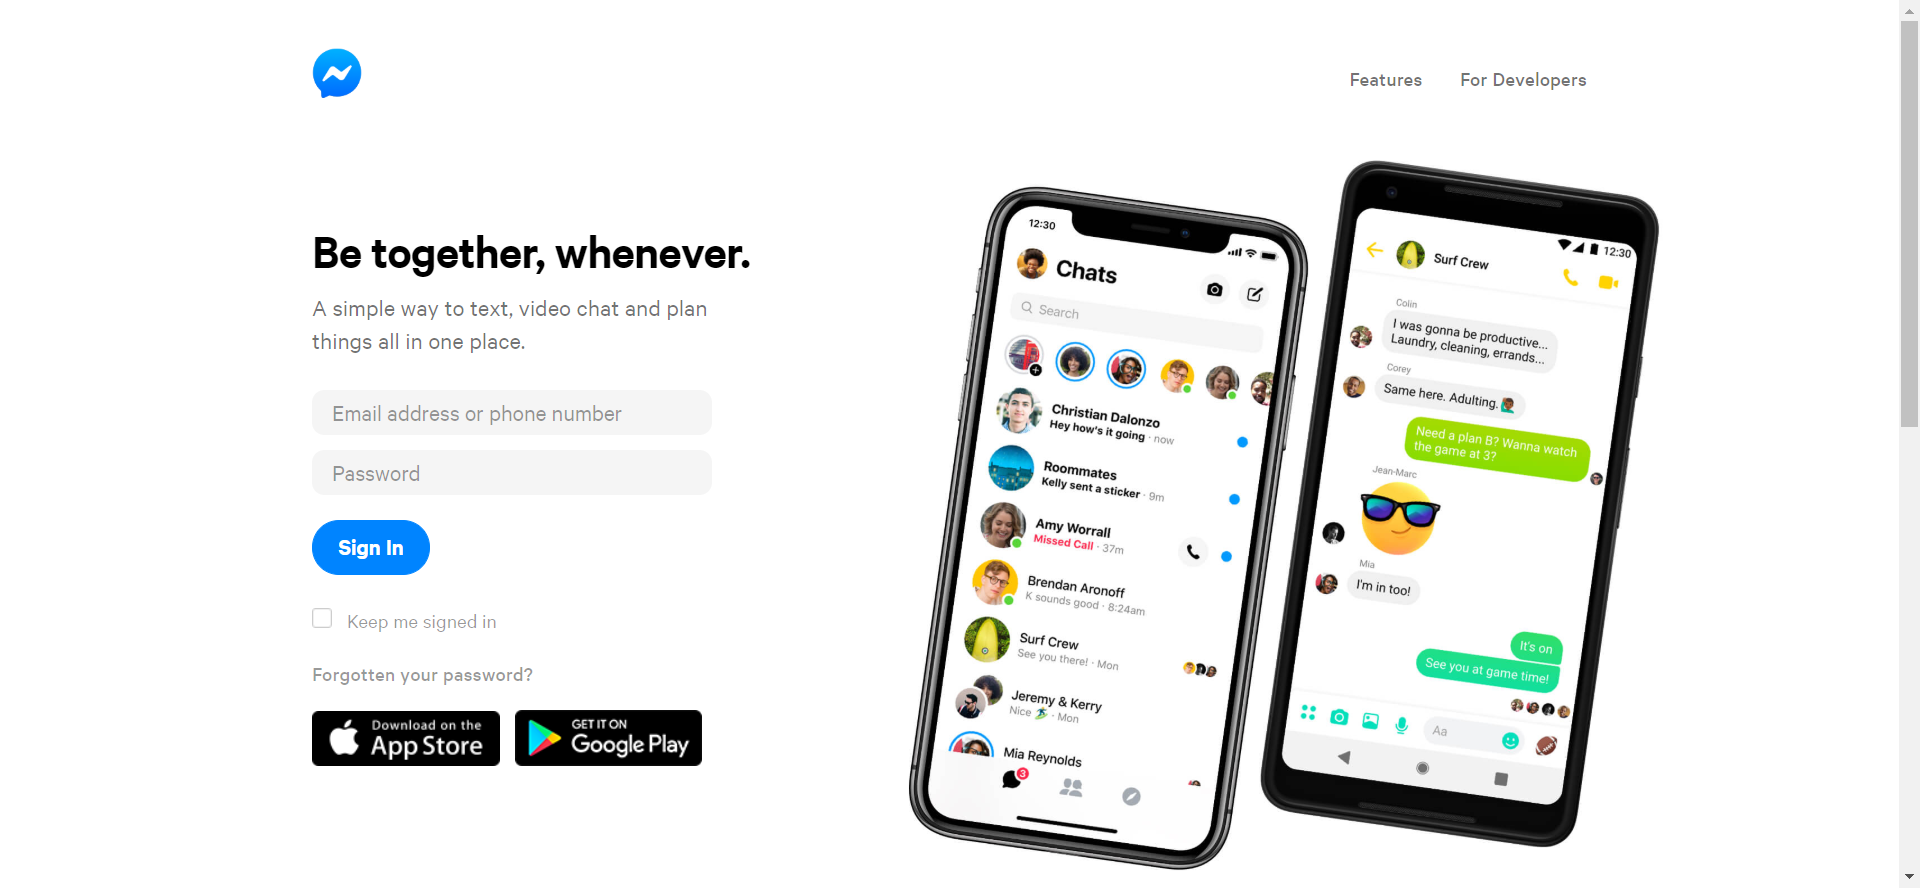 Features
For Developers
Be together, whenever.
A simple way to text, video chat and plan
things all in one place.
Email address or phone number
Password
Sign In
Keep me signed in
Forgotten your password?
Download on the
App Store
GET IT ON
Google Play
12:30
Chats
Search
Christian Dalonzo
Hey how's it going · now
Roommates
Kelly sent a sticker · 9m
Amy Worrall
Missed Call · 37m
Brendan Aronoff
K sounds good · 8:24am
Surf Crew
See you there! · Mon
Jeremy & Kerry
Nice 🏄 · Mon
Mia Reynolds
3
12:30
Surf Crew
Colin
I was gonna be productive...
Laundry, cleaning, errands...
Corey
Same here. Adulting. 🙋🏾‍♂️
Need a plan B? Wanna watch
the game at 3?
Jean-Marc
Mia
I'm in too!
It's on
See you at game time!
Aa